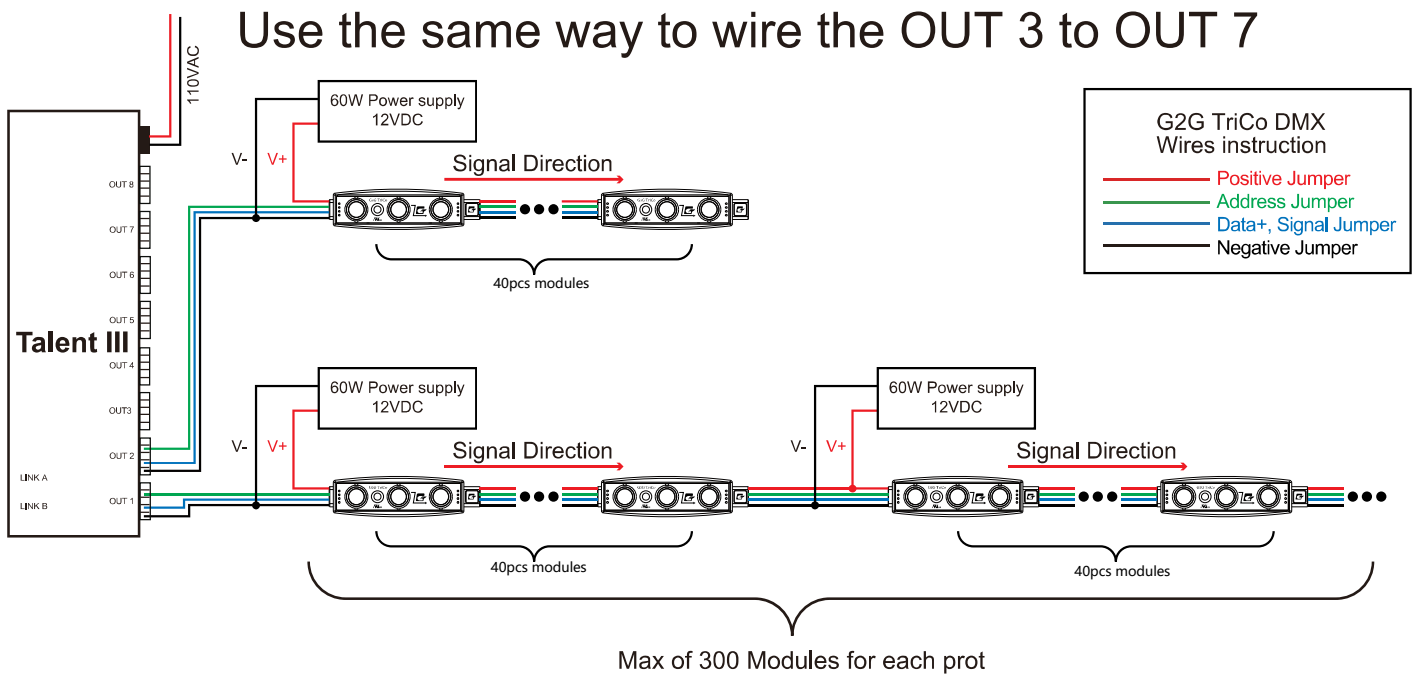 Use the same way to wire the OUT 3 to OUT 7
110VAC
60W Power supply
12VDC
V-
V+
Signal Direction
40pcs modules
G2G TriCo DMX
Wires instruction
Positive Jumper
Address Jumper
Data+, Signal Jumper
Negative Jumper
OUT 8
OUT 7
OUT 6
OUT 5
Talent III
OUT 4
OUT3
OUT 2
LINK A
OUT 1
LINK B
60W Power supply
12VDC
V-
V+
Signal Direction
40pcs modules
60W Power supply
12VDC
V-
V+
Signal Direction
40pcs modules
Max of 300 Modules for each prot